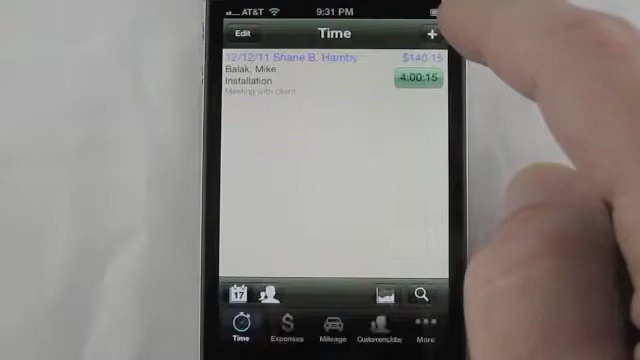 AT&T 9:31 PM
Edit Time +
12/12/11 Shane B. Hamby $140.15
Balak, Mike
Installation 4:00:15
Meeting with client
17
Time Expenses Mileage Customers/Jobs More